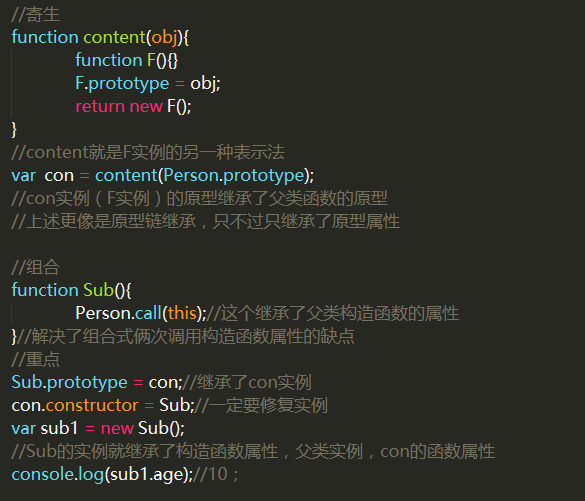 //寄生
function content(obj){
function F(){}
F.prototype = obj;
return new F();
}
//content就是F实例的另一种表示法
var  con = content(Person.prototype);
//con实例（F实例）的原型继承了父类函数的原型
//上述更像是原型链继承，只不过只继承了原型属性
//组合
function Sub(){
Person.call(this);//这个继承了父类构造函数的属性
}//解决了组合式俩次调用构造函数属性的缺点
//重点
Sub.prototype = con;//继承了con实例
con.constructor = Sub;//一定要修复实例
var sub1 = new Sub();
//Sub的实例就继承了构造函数属性，父类实例，con的函数属性
console.log(sub1.age);//10；